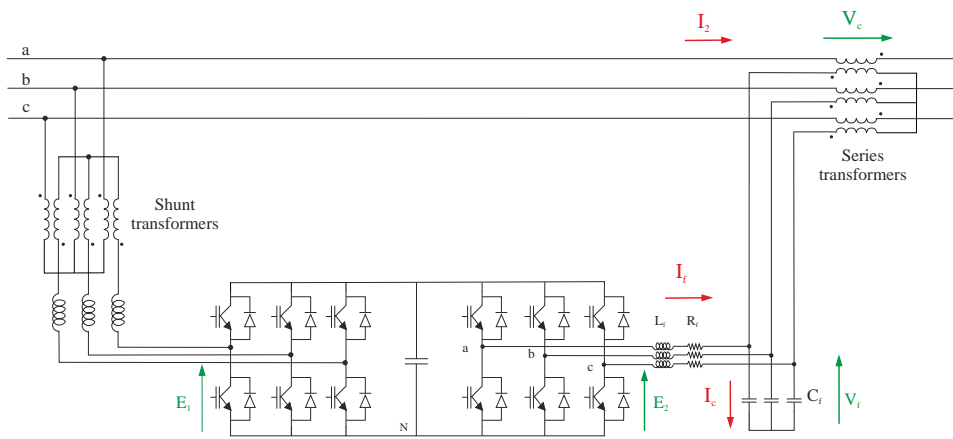 I2
Vc
a
b
c
Series
transformers
Shunt
transformers
If
Lf
Rf
a
b
c
E1
N
E2
Ic
Cf
Vf